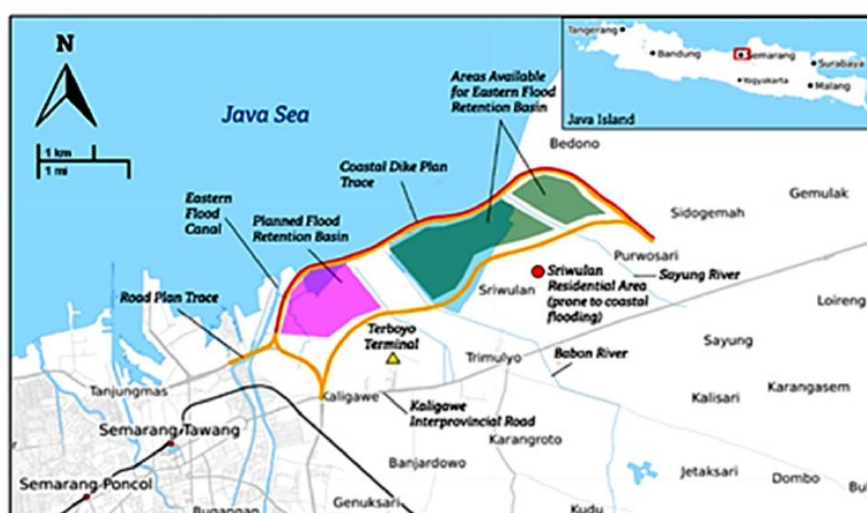 N
1 km
1 mi
Java Sea
Areas Available
for Eastern Flood
Retention Basin
Tangerang
Bandung
Semarang
Surabaya
Yogyakarta
Malang
Java Island
Bedono
Coastal Dike Plan
Trace
Gemulak
Eastern
Flood
Canal
Planned Flood
Retention Basin
Sidogemah
Purwosari
Sriwulan
Residential Area
(prone to coastal
flooding)
Sayung River
Road Plan Trace
Sriwulan
Loireng
Terboyo
Terminal
Trimulyo
Babon River
Sayung
Tanjungmas
Kaligawe
Kalisari
Karangasem
Kaligawe
Interprovincial Road
Semarang Tawang
Karangroto
Banjardowo
Jetaksari
Dombo
Semarang Poncol
Genuksari
Kudu